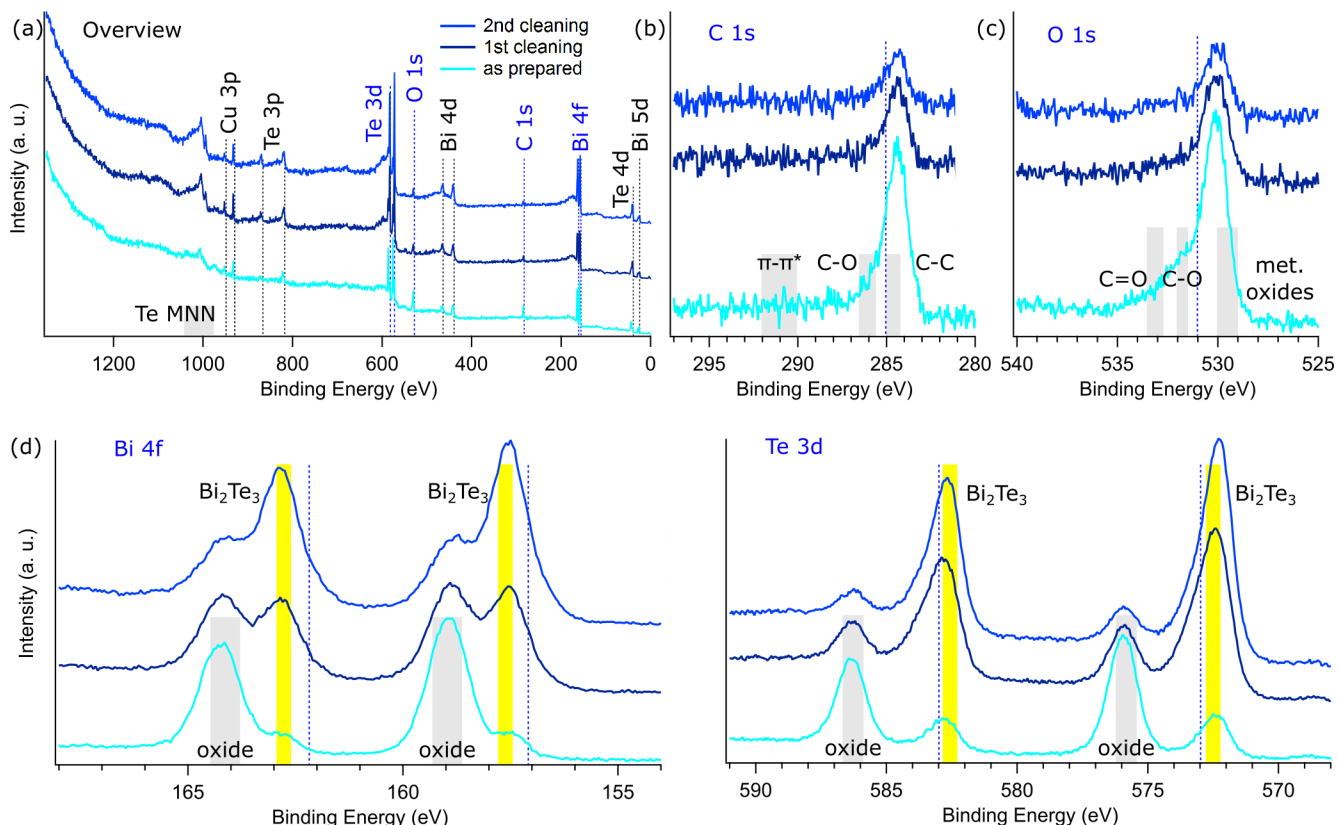 (a)
Overview
2nd cleaning
1st cleaning
as prepared
Cu 3p
Te 3p
Te 3d
O 1s
Bi 4d
C 1s
Bi 4f
Te 4d
Bi 5d
Te MNN
Intensity (a. u.)
1200 1000 800 600 400 200 0
Binding Energy (eV)
(b)
C 1s
π-π* C-O C-C
295 290 285 280
Binding Energy (eV)
(c)
O 1s
C=O C-O
met.
oxides
540 535 530 525
Binding Energy (eV)
(d)
Bi 4f
Bi₂Te₃ Bi₂Te₃
oxide oxide
Intensity (a. u.)
165 160 155
Binding Energy (eV)
Te 3d
Bi₂Te₃ Bi₂Te₃
oxide oxide
590 585 580 575 570
Binding Energy (eV)